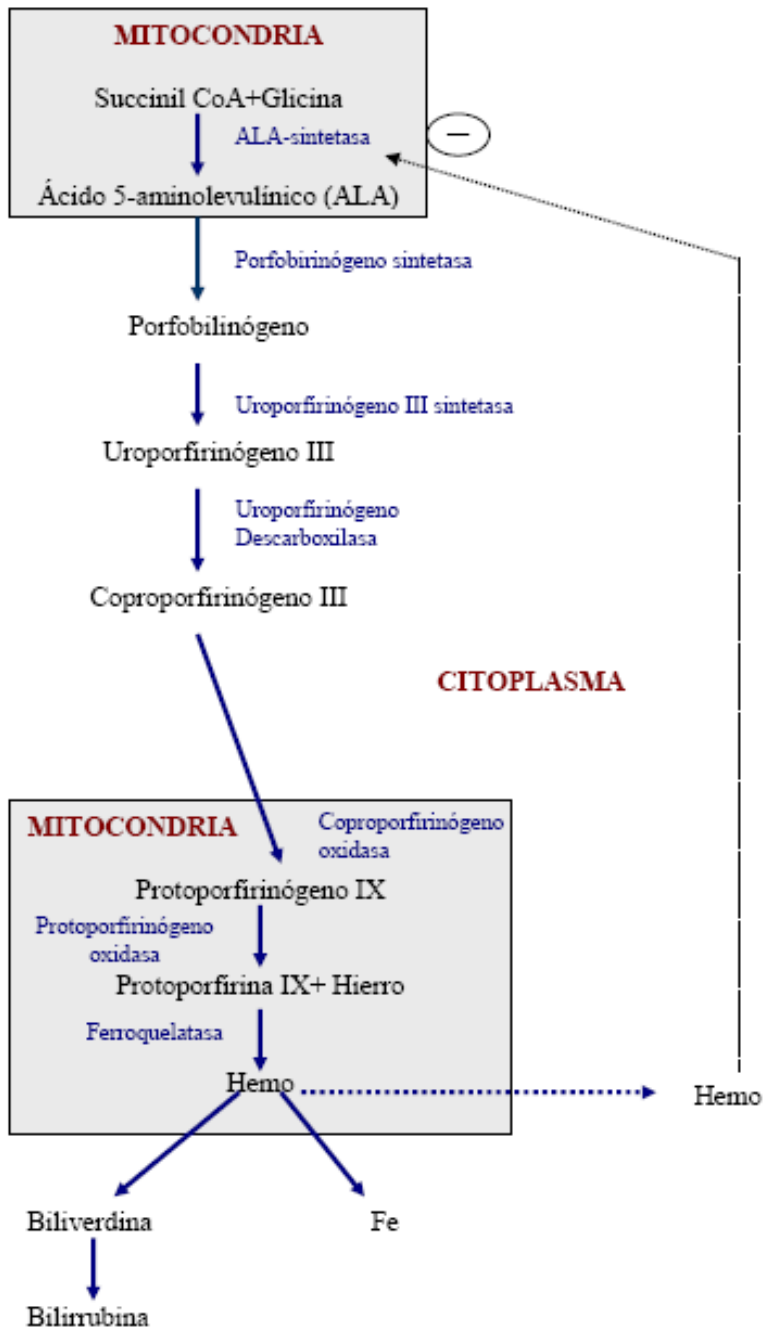 MITOCONDRIA
Succinil CoA+Glicina
ALA-sintetasa
−
Ácido 5-aminolevulínico (ALA)
Porfobirinógeno sintetasa
Porfobilinógeno
Uroporfirinógeno III sintetasa
Uroporfirinógeno III
Uroporfirinógeno
Descarboxilasa
Coproporfirinógeno III
CITOPLASMA
MITOCONDRIA
Coproporfirinógeno
oxidasa
Protoporfirinógeno IX
Protoporfirinógeno
oxidasa
Protoporfirina IX+ Hierro
Ferroquelatasa
Hemo
Hemo
Biliverdina
Fe
Bilirrubina